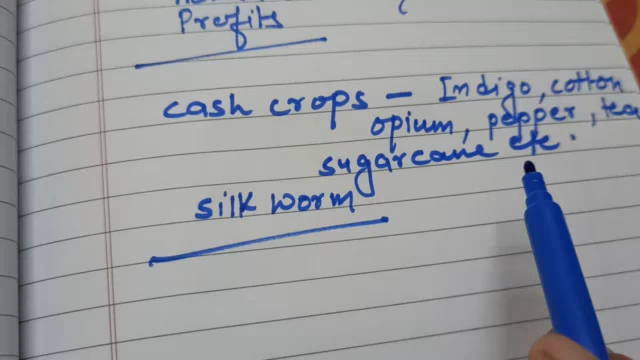 Profits
cash crops — Indigo, cotton
opium, pepper, tea
sugarcane etc.
silk worm